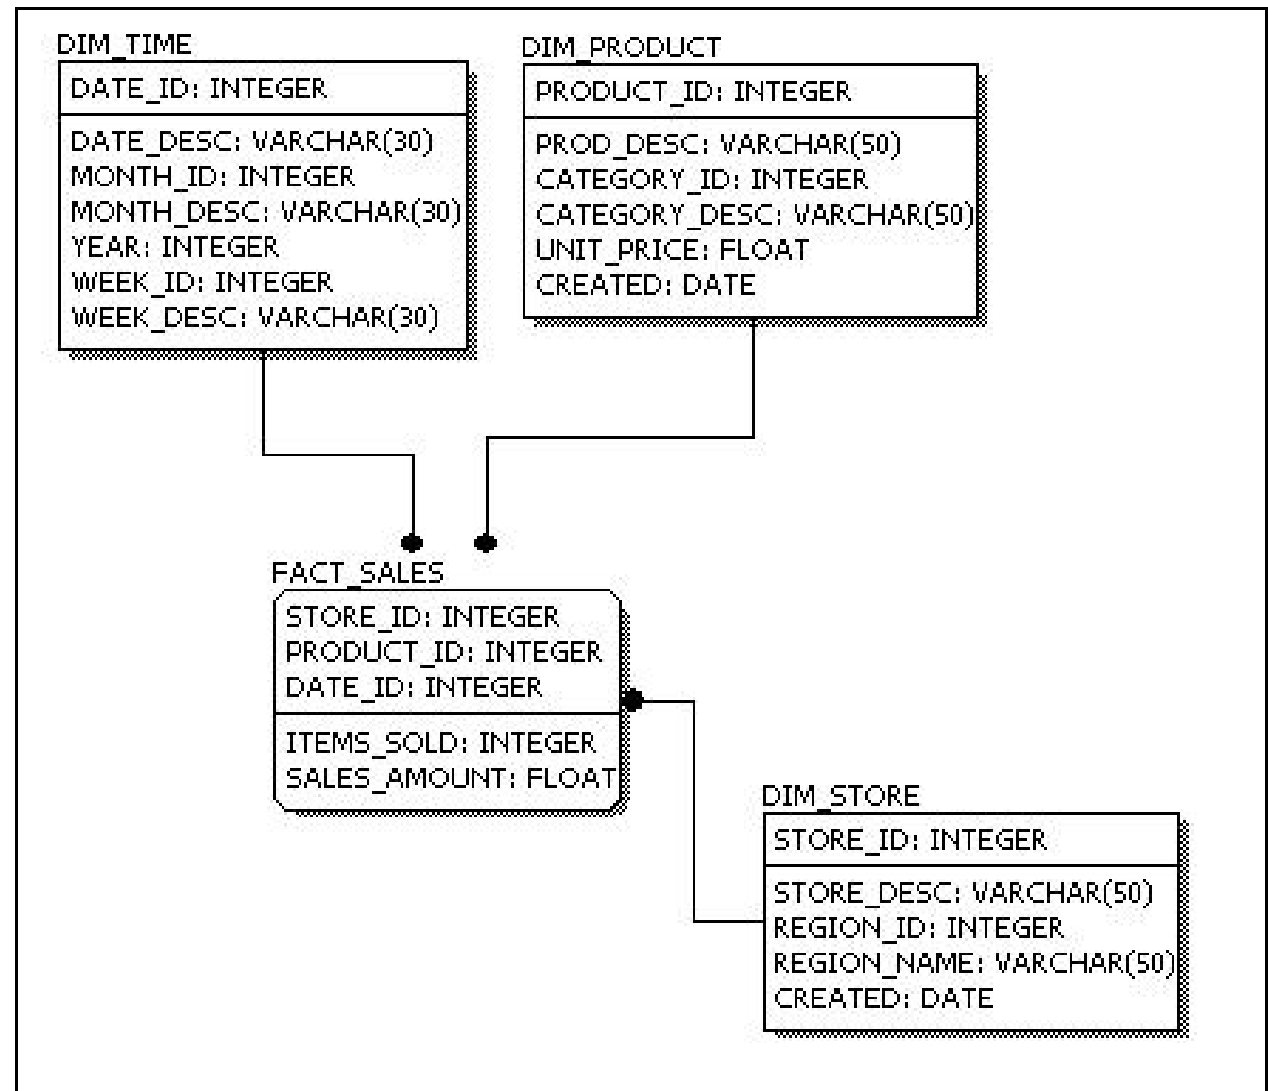 DIM_TIME
DATE_ID: INTEGER
DATE_DESC: VARCHAR(30)
MONTH_ID: INTEGER
MONTH_DESC: VARCHAR(30)
YEAR: INTEGER
WEEK_ID: INTEGER
WEEK_DESC: VARCHAR(30)
DIM_PRODUCT
PRODUCT_ID: INTEGER
PROD_DESC: VARCHAR(50)
CATEGORY_ID: INTEGER
CATEGORY_DESC: VARCHAR(50)
UNIT_PRICE: FLOAT
CREATED: DATE
FACT_SALES
STORE_ID: INTEGER
PRODUCT_ID: INTEGER
DATE_ID: INTEGER
ITEMS_SOLD: INTEGER
SALES_AMOUNT: FLOAT
DIM_STORE
STORE_ID: INTEGER
STORE_DESC: VARCHAR(50)
REGION_ID: INTEGER
REGION_NAME: VARCHAR(50)
CREATED: DATE